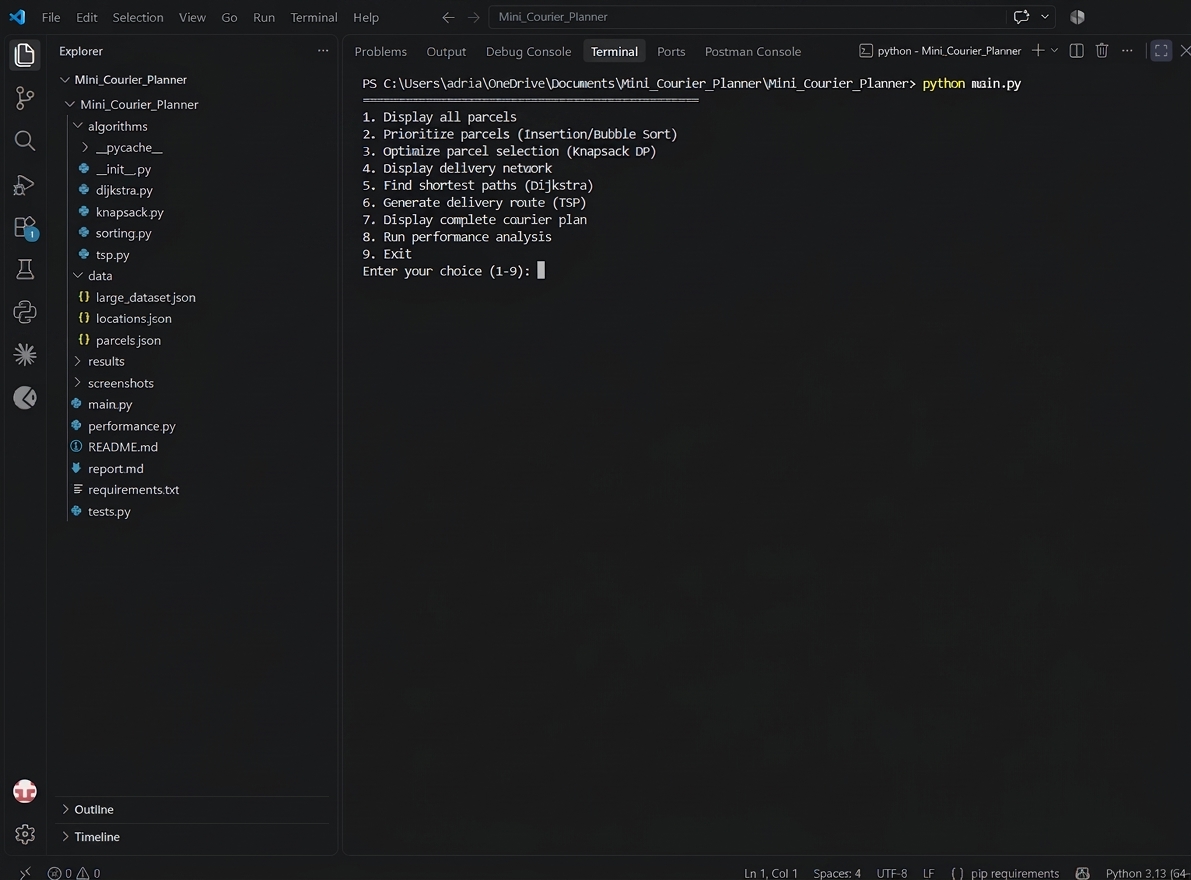 File Edit Selection View Go Run Terminal Help
Mini_Courier_Planner
Explorer
Mini_Courier_Planner
Mini_Courier_Planner
algorithms
__pycache__
__init__.py
dijkstra.py
knapsack.py
sorting.py
tsp.py
data
large_dataset.json
locations.json
parcels.json
results
screenshots
main.py
performance.py
README.md
report.md
requirements.txt
tests.py
Outline
Timeline
1
Problems Output Debug Console Terminal Ports Postman Console
python - Mini_Courier_Planner
PS C:\Users\adria\OneDrive\Documents\Mini_Courier_Planner\Mini_Courier_Planner> python main.py
================================================
1. Display all parcels
2. Prioritize parcels (Insertion/Bubble Sort)
3. Optimize parcel selection (Knapsack DP)
4. Display delivery network
5. Find shortest paths (Dijkstra)
6. Generate delivery route (TSP)
7. Display complete courier plan
8. Run performance analysis
9. Exit
Enter your choice (1-9):
0 0
Ln 1, Col 1 Spaces: 4 UTF-8 LF pip requirements Python 3.13 (64-